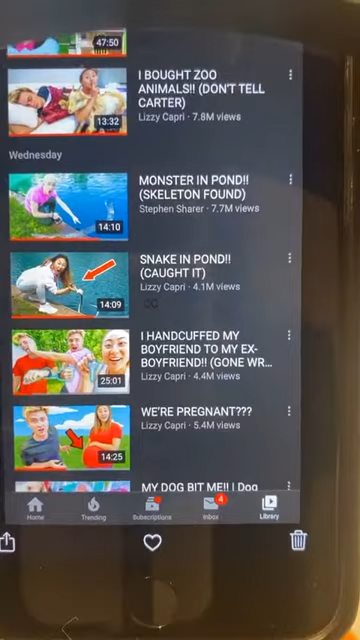 47:50
I BOUGHT ZOO
ANIMALS!! (DON'T TELL
CARTER)
Lizzy Capri · 7.8M views
13:32
Wednesday
MONSTER IN POND!!
(SKELETON FOUND)
Stephen Sharer · 7.7M views
14:10
SNAKE IN POND!!
(CAUGHT IT)
Lizzy Capri · 4.1M views
CC
14:09
I HANDCUFFED MY
BOYFRIEND TO MY EX-
BOYFRIEND!! (GONE WR...
Lizzy Capri · 4.4M views
25:01
WE'RE PREGNANT???
Lizzy Capri · 5.4M views
14:25
MY DOG BIT ME!! | Dog
4
Home Trending Subscriptions Inbox Library